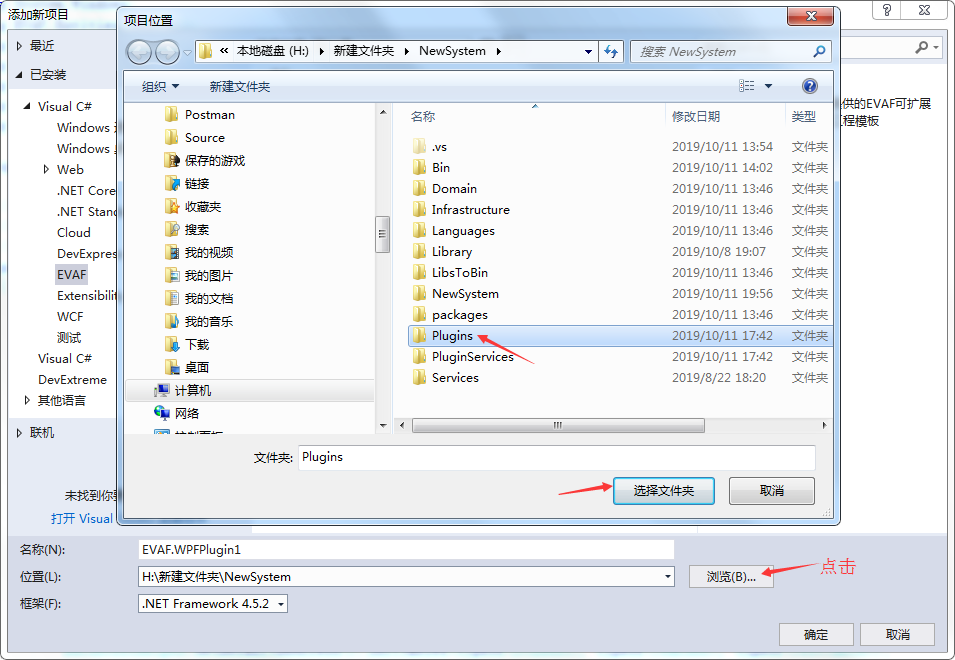 添加新项目
项目位置
最近
已安装
Visual C#
Windows
Windows
Web
.NET Core
.NET Stand
Cloud
DevExpres
EVAF
Extensibilit
WCF
测试
Visual C#
DevExtreme
其他语言
联机
未找到你
打开 Visual
供的EVAF可扩展
程模板
« 本地磁盘 (H:) 新建文件夹 NewSystem
搜索 NewSystem
组织 新建文件夹
Postman
Source
保存的游戏
链接
收藏夹
搜索
我的视频
我的图片
我的文档
我的音乐
下载
桌面
计算机
网络
控制面板
名称 修改日期 类型
.vs 2019/10/11 13:54 文件夹
Bin 2019/10/11 14:02 文件夹
Domain 2019/10/11 13:46 文件夹
Infrastructure 2019/10/11 13:46 文件夹
Languages 2019/10/11 13:46 文件夹
Library 2019/10/8 19:07 文件夹
LibsToBin 2019/10/11 13:46 文件夹
NewSystem 2019/10/11 19:56 文件夹
packages 2019/10/11 13:46 文件夹
Plugins 2019/10/11 17:42 文件夹
PluginServices 2019/10/11 17:42 文件夹
Services 2019/8/22 18:20 文件夹
文件夹: Plugins
选择文件夹 取消
名称(N): EVAF.WPFPlugin1
位置(L): H:\新建文件夹\NewSystem 浏览(B)... 点击
框架(F): .NET Framework 4.5.2
确定 取消